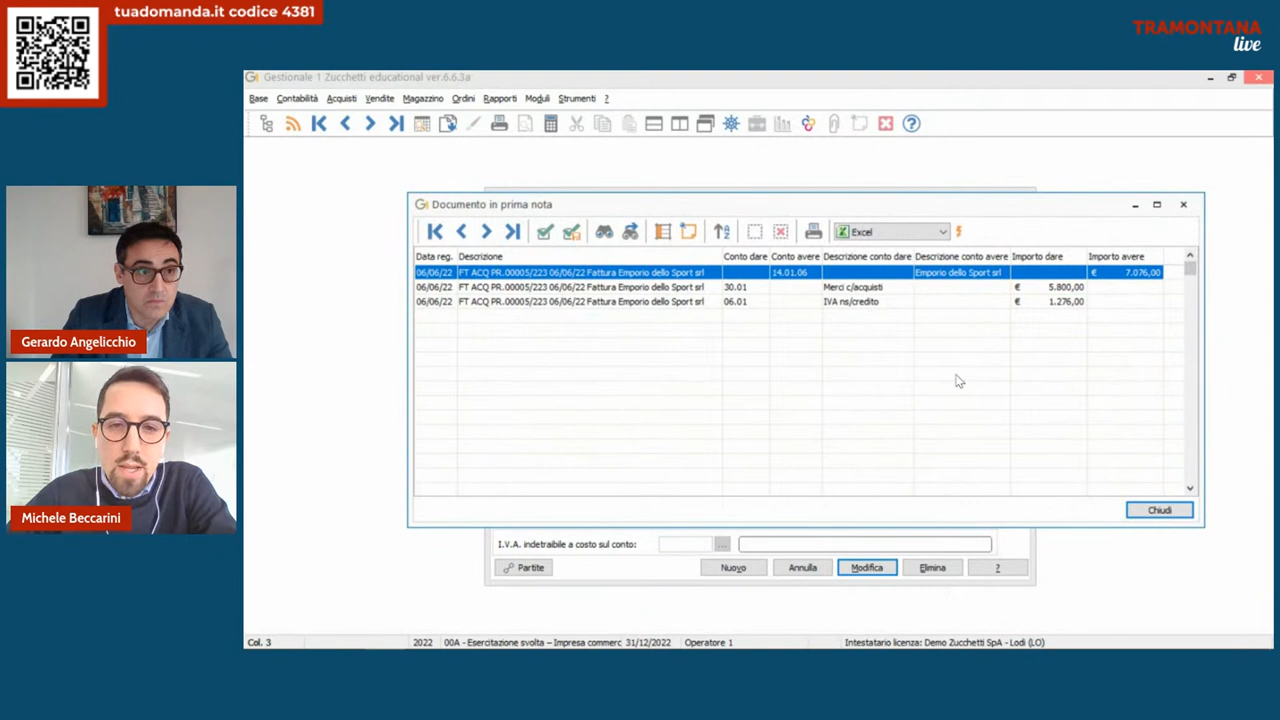 tuadomanda.it codice 4381
TRAMONTANA
live
Gestionale 1 Zucchetti educational ver.6.6.3a
Base Contabilità Acquisti Vendite Magazzino Ordini Rapporti Moduli Strumenti ?
Documento in prima nota
Excel
Data reg. Descrizione Conto dare Conto avere Descrizione conto dare Descrizione conto avere Importo dare Importo avere
06/06/22 FT ACQ PR.00005/223 06/06/22 Fattura Emporio dello Sport srl 14.01.06 Emporio dello Sport srl € 7.076,00
06/06/22 FT ACQ PR.00005/223 06/06/22 Fattura Emporio dello Sport srl 30.01 Merci c/acquisti € 5.800,00
06/06/22 FT ACQ PR.00005/223 06/06/22 Fattura Emporio dello Sport srl 06.01 IVA ns/credito € 1.276,00
Chiudi
I.V.A. indetraibile a costo sul conto: ...
Partite Nuovo Annulla Modifica Elimina ?
Col. 3 2022 00A - Esercitazione svolta – Impresa commerc 31/12/2022 Operatore 1 Intestatario licenza: Demo Zucchetti SpA - Lodi (LO)
Gerardo Angelicchio
Michele Beccarini